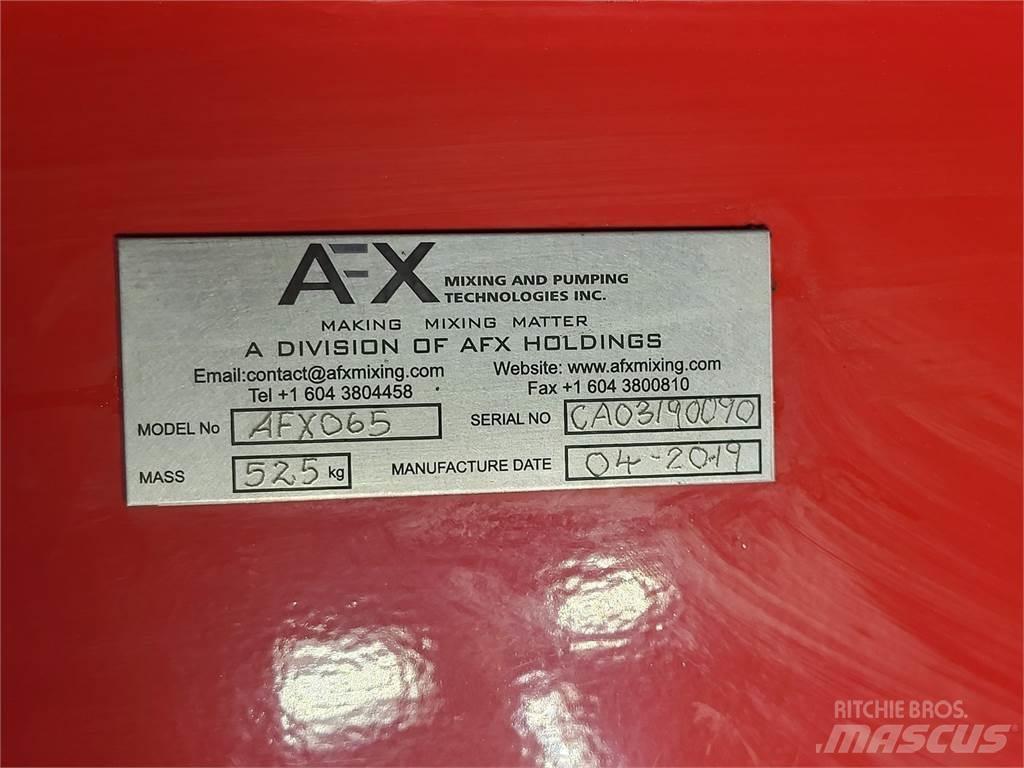 AFX MIXING AND PUMPING
TECHNOLOGIES INC.
MAKING MIXING MATTER
A DIVISION OF AFX HOLDINGS
Email:contact@afxmixing.com Website: www.afxmixing.com
Tel +1 604 3804458 Fax +1 604 3800810
MODEL No AFX065 SERIAL NO CA03190090
MASS 525 kg MANUFACTURE DATE 04-2019
RITCHIE BROS.
MASCUS